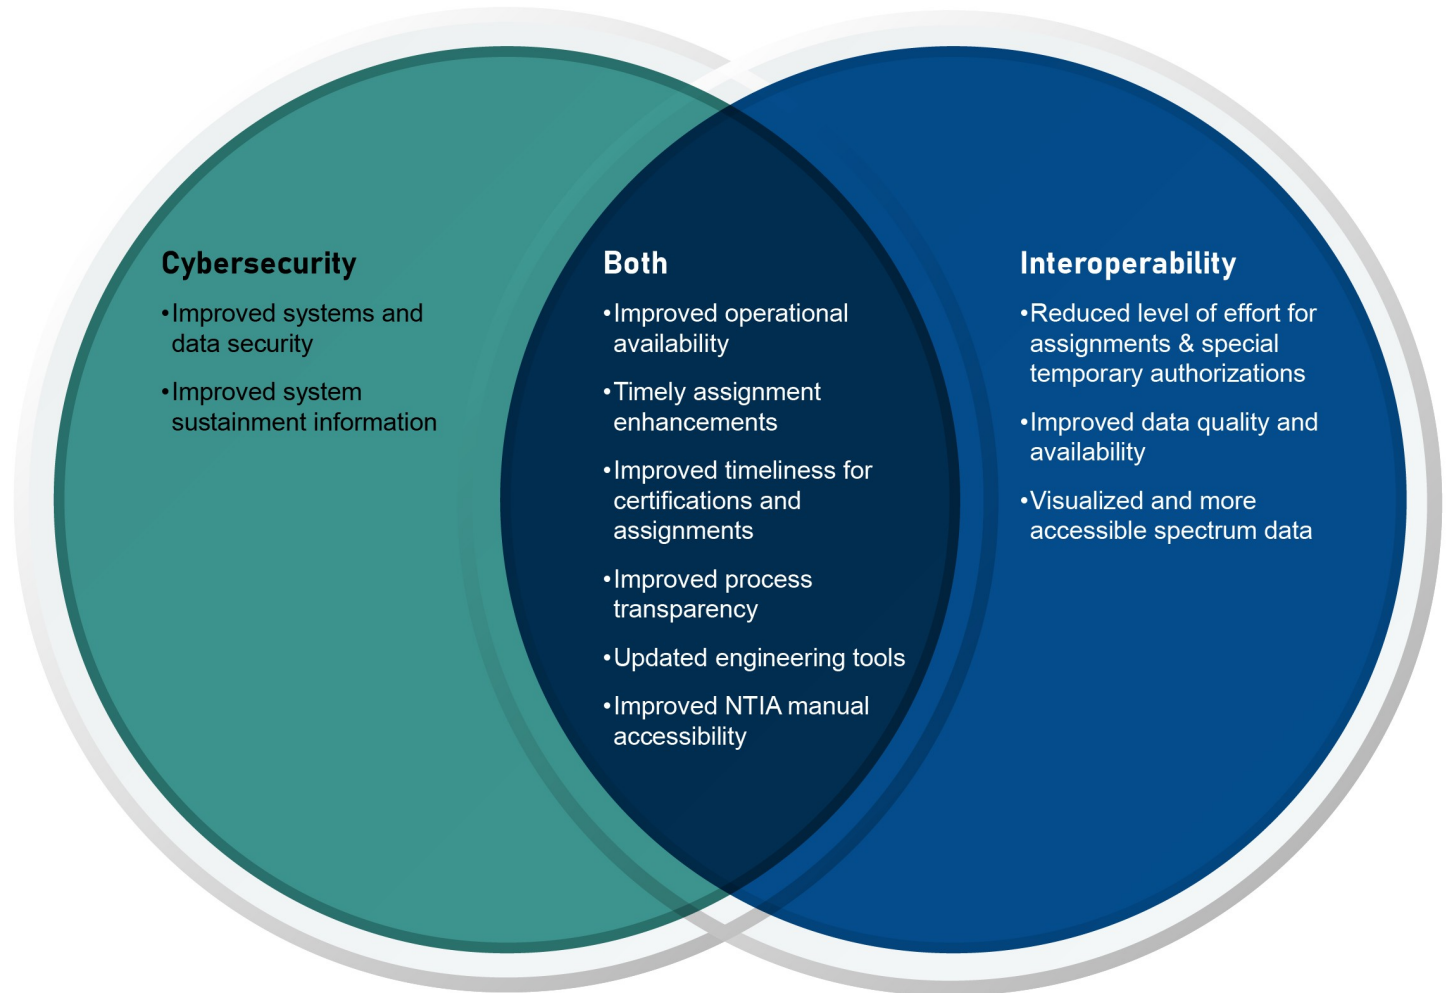 Cybersecurity
•Improved systems and
data security
•Improved system
sustainment information
Both
•Improved operational
availability
•Timely assignment
enhancements
•Improved timeliness for
certifications and
assignments
•Improved process
transparency
•Updated engineering tools
•Improved NTIA manual
accessibility
Interoperability
•Reduced level of effort for
assignments & special
temporary authorizations
•Improved data quality and
availability
•Visualized and more
accessible spectrum data